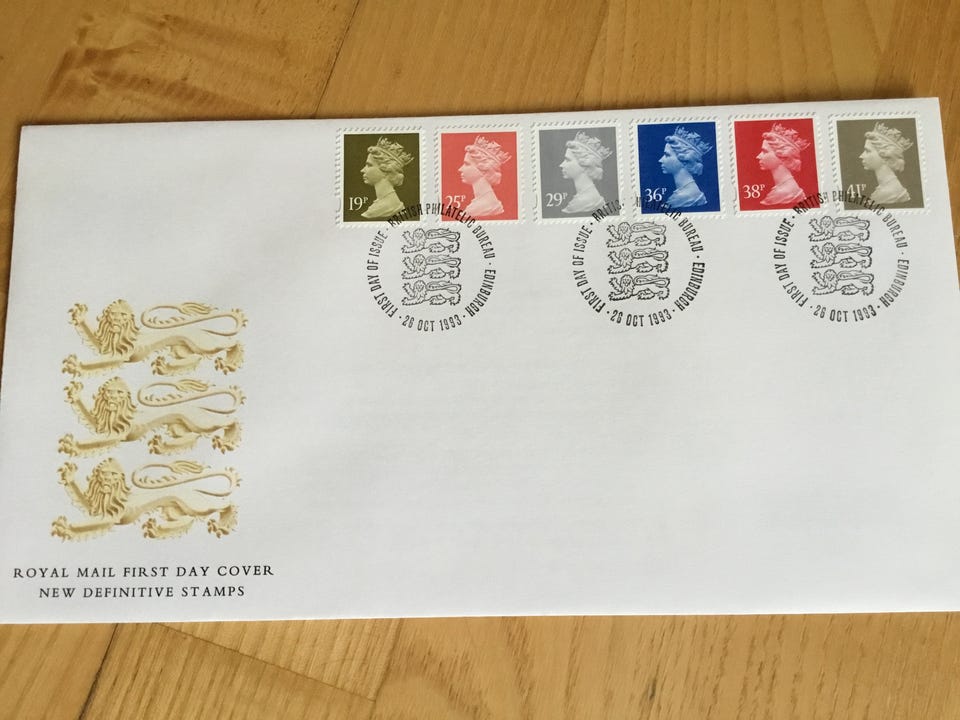 19P
25P
29P
36P
38P
41P
FIRST DAY OF ISSUE · BRITISH PHILATELIC BUREAU · EDINBURGH · 26 OCT 1993 ·
FIRST DAY OF ISSUE · BRITISH PHILATELIC BUREAU · EDINBURGH · 26 OCT 1993 ·
FIRST DAY OF ISSUE · BRITISH PHILATELIC BUREAU · EDINBURGH · 26 OCT 1993 ·
ROYAL MAIL FIRST DAY COVER
NEW DEFINITIVE STAMPS